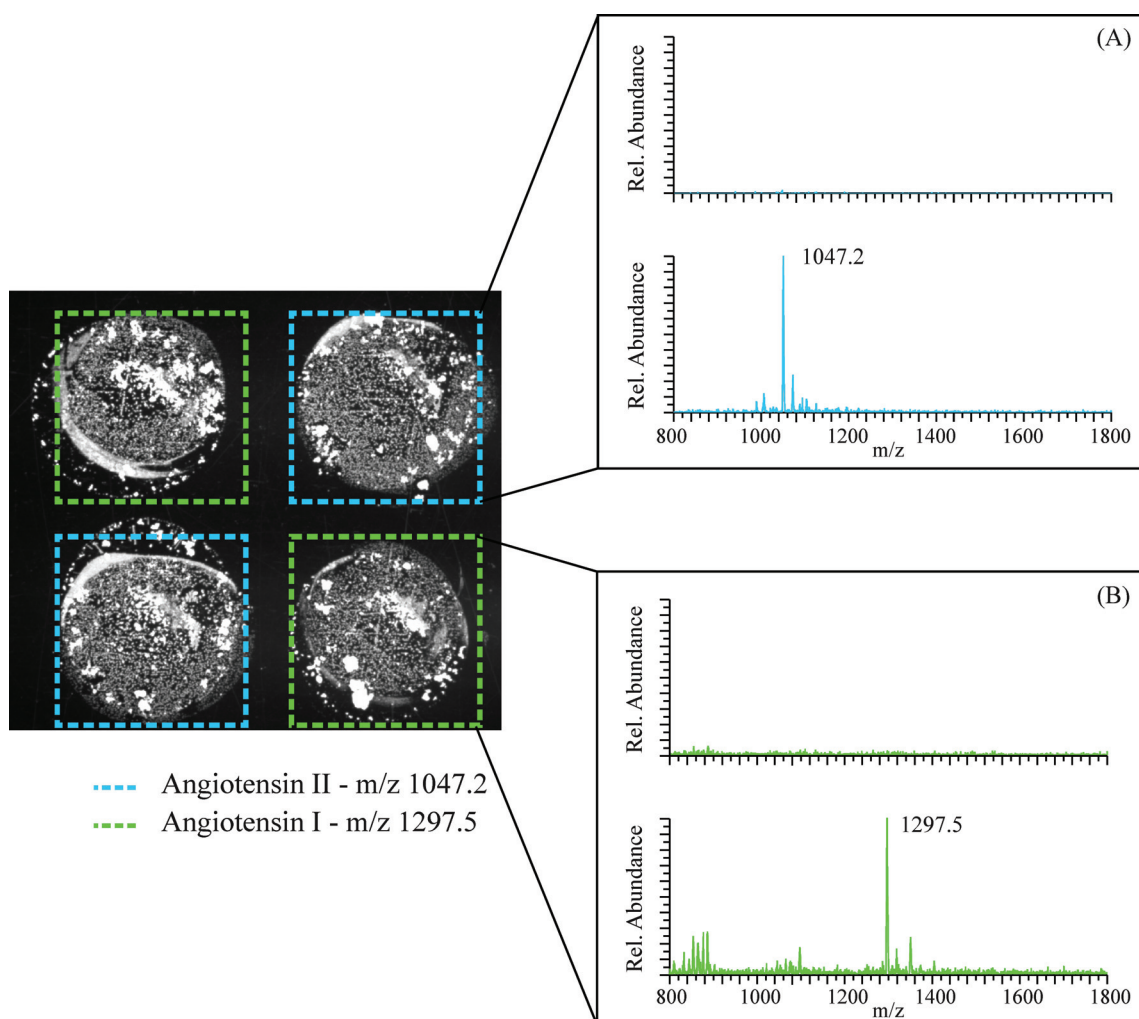 (A)
Rel. Abundance
Rel. Abundance
1047.2
800 1000 1200 1400 1600 1800
m/z
Angiotensin II - m/z 1047.2
Angiotensin I - m/z 1297.5
(B)
Rel. Abundance
Rel. Abundance
1297.5
800 1000 1200 1400 1600 1800
m/z